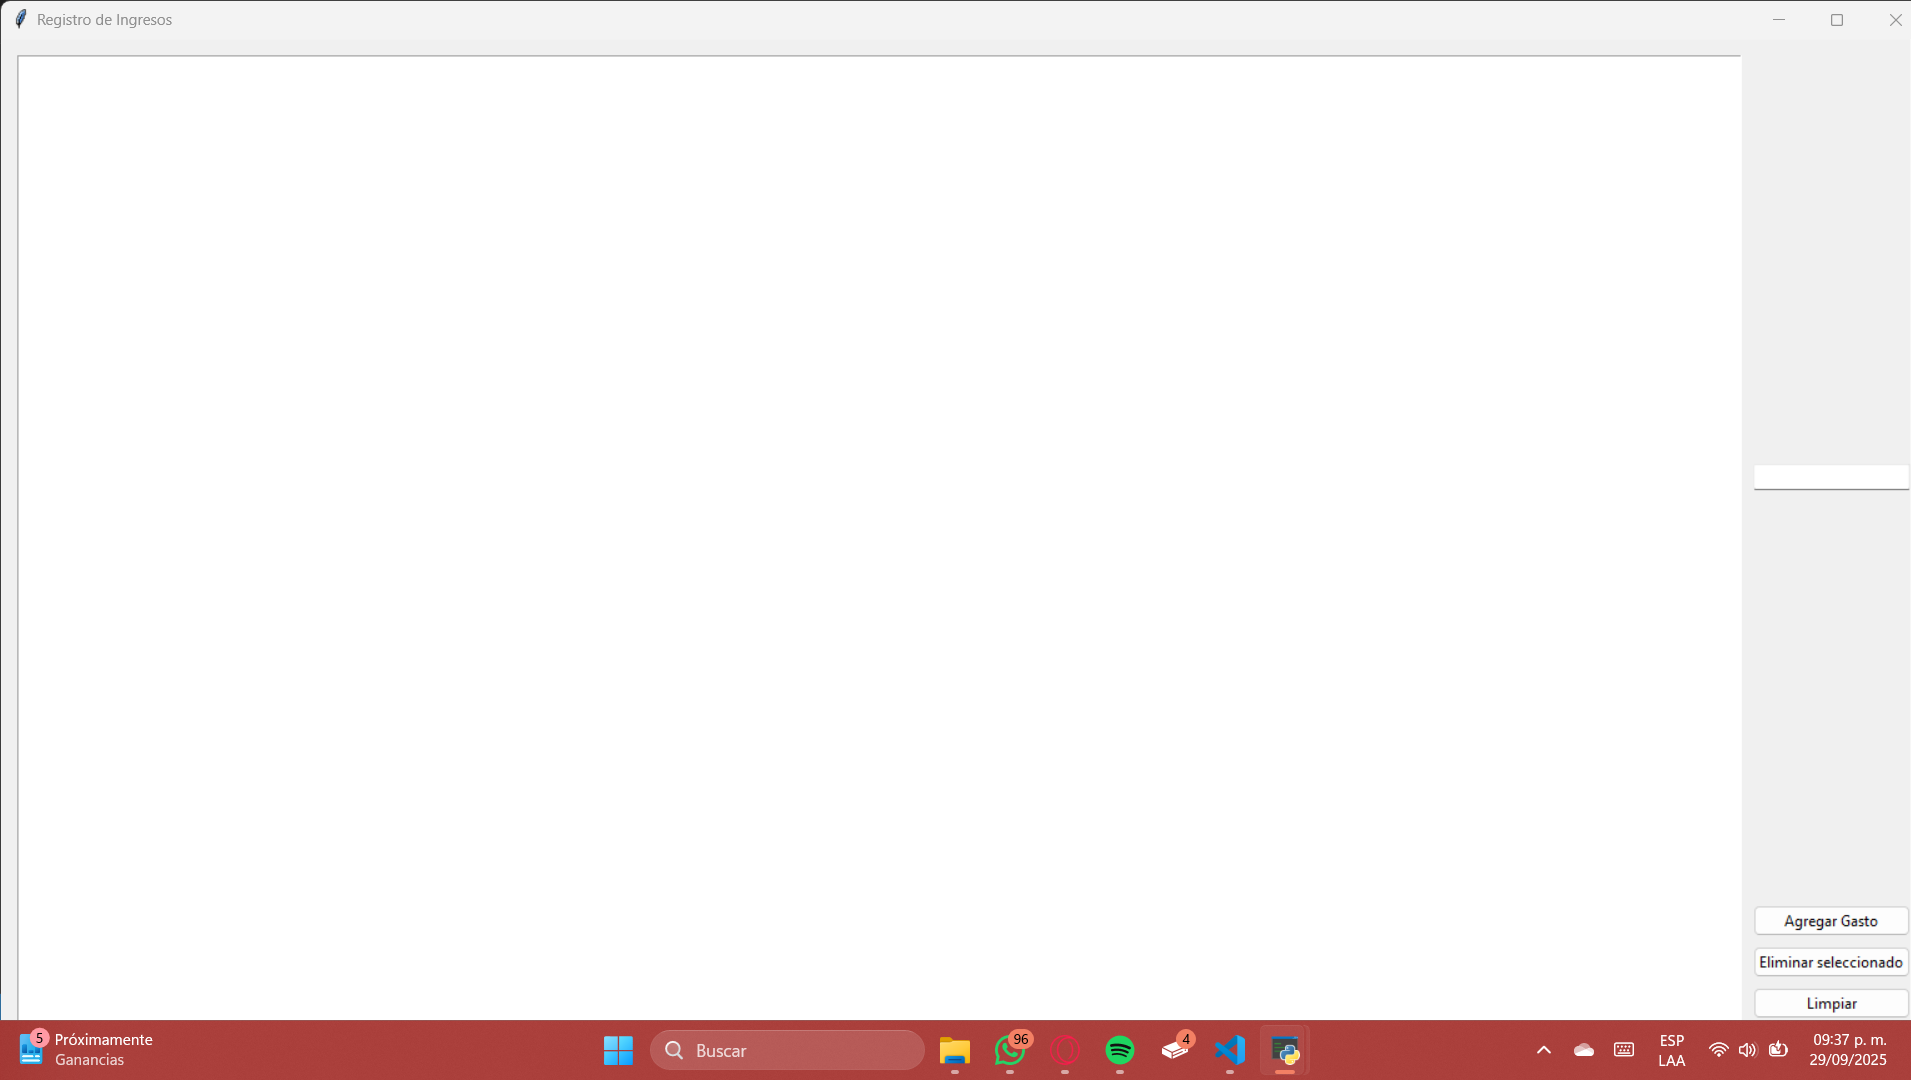 Registro de Ingresos
Agregar Gasto
Eliminar seleccionado
Limpiar
5
Próximamente
Ganancias
Buscar
96
4
ESP
LAA
09:37 p. m.
29/09/2025